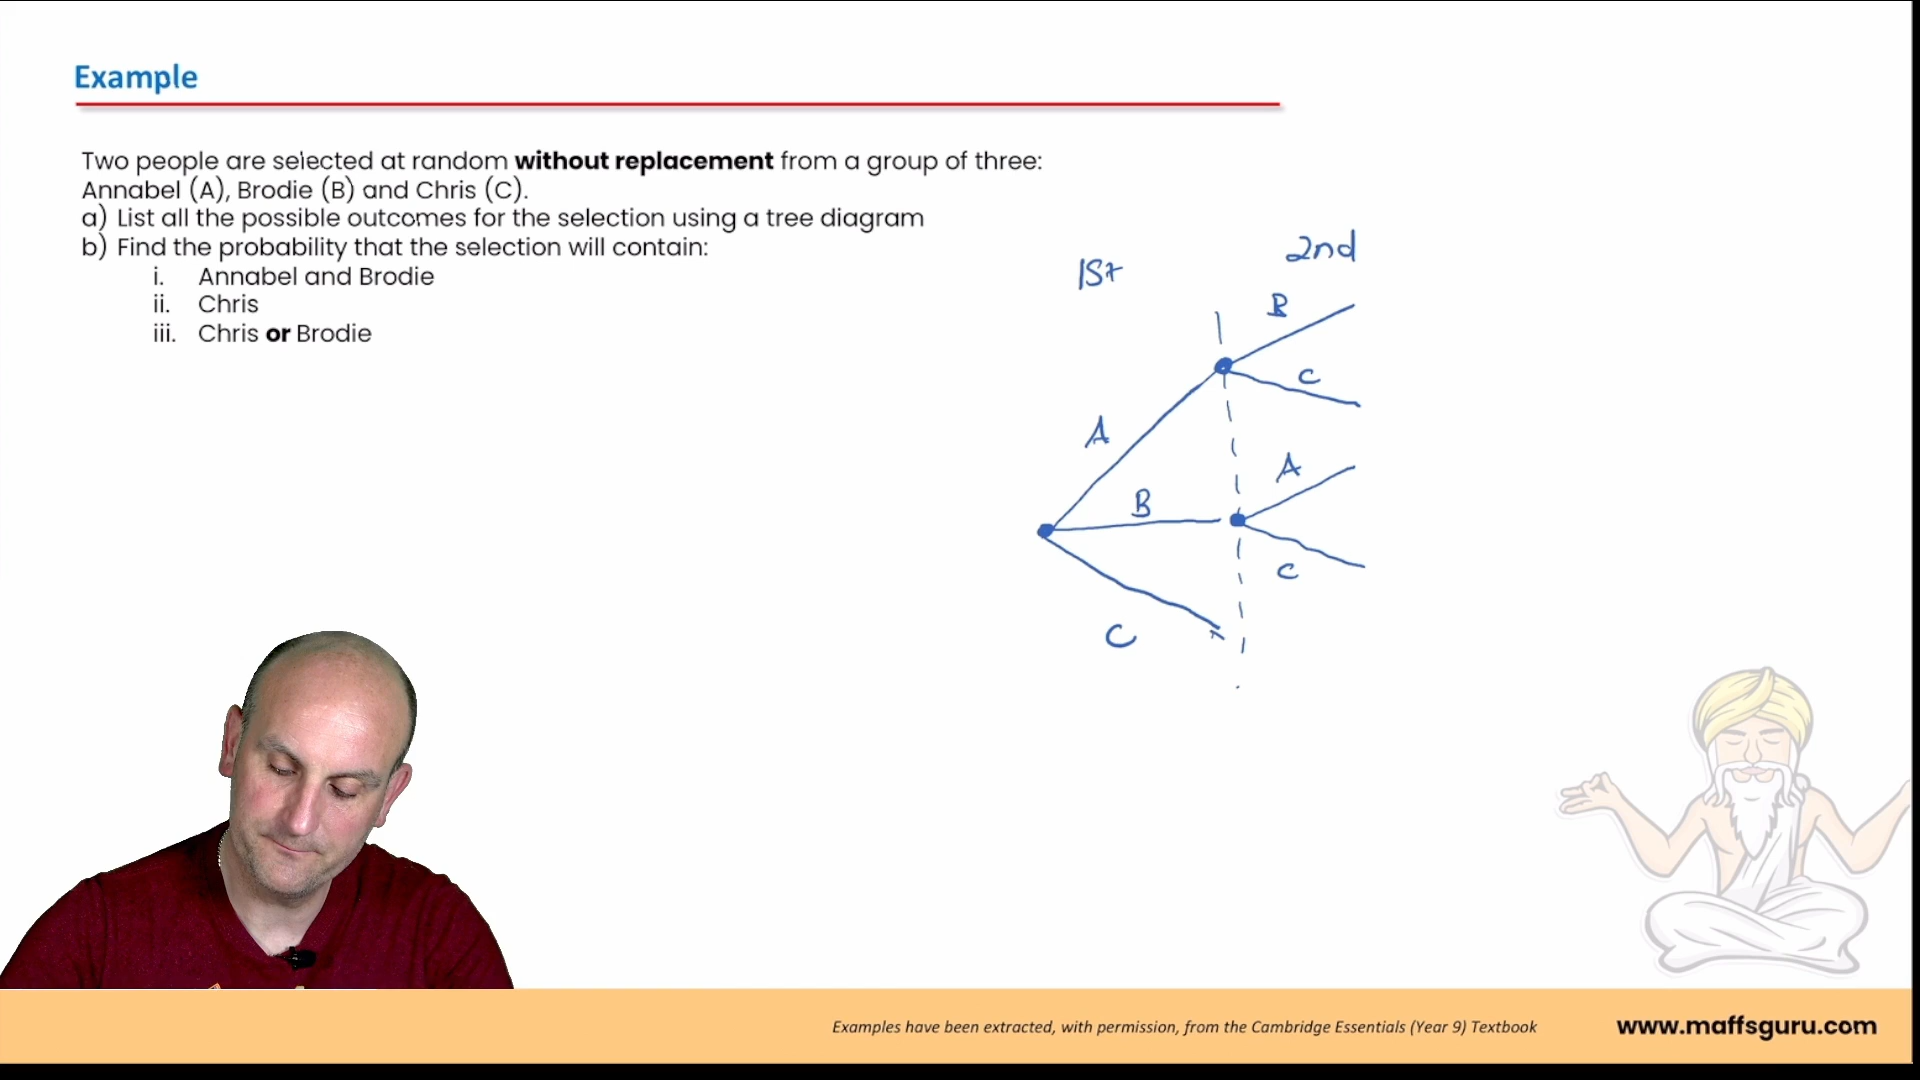 Example
Two people are selected at random without replacement from a group of three:
Annabel (A), Brodie (B) and Chris (C).
a) List all the possible outcomes for the selection using a tree diagram
b) Find the probability that the selection will contain:
i. Annabel and Brodie
ii. Chris
iii. Chris or Brodie
1st
2nd
B
C
A
A
B
C
C
Examples have been extracted, with permission, from the Cambridge Essentials (Year 9) Textbook
www.maffsguru.com